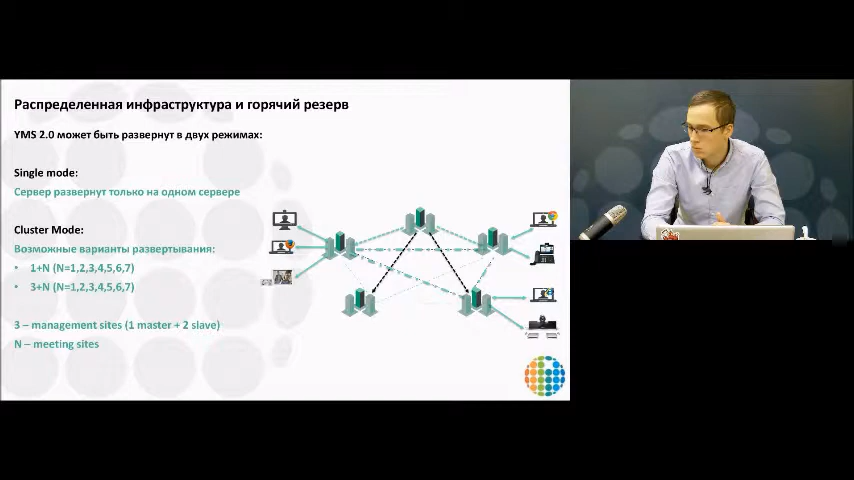 Распределенная инфраструктура и горячий резерв
YMS 2.0 может быть развернут в двух режимах:
Single mode:
Сервер развернут только на одном сервере
Cluster Mode:
Возможные варианты развертывания:
• 1+N (N=1,2,3,4,5,6,7)
• 3+N (N=1,2,3,4,5,6,7)
3 – management sites (1 master + 2 slave)
N – meeting sites